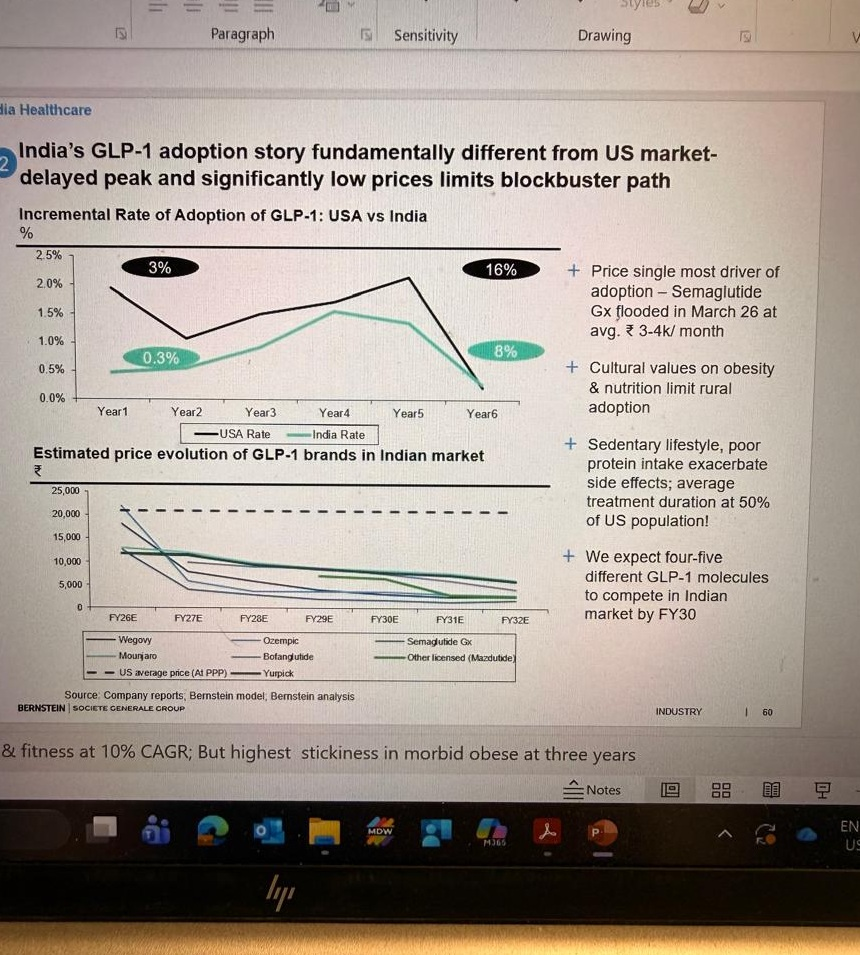 Styles
Paragraph
Sensitivity
Drawing
dia Healthcare
2
India's GLP-1 adoption story fundamentally different from US market-
delayed peak and significantly low prices limits blockbuster path
Incremental Rate of Adoption of GLP-1: USA vs India
%
2.5%
2.0%
1.5%
1.0%
0.5%
0.0%
3%
16%
0.3%
8%
Year1 Year2 Year3 Year4 Year5 Year6
USA Rate India Rate
Estimated price evolution of GLP-1 brands in Indian market
₹
25,000
20,000
15,000
10,000
5,000
0
FY26E FY27E FY28E FY29E FY30E FY31E FY32E
Wegovy Ozempic Semaglutide Gx
Mounjaro Bofanglutide Other licensed (Mazdutide)
US average price (At PPP) Yurpick
+ Price single most driver of
adoption – Semaglutide
Gx flooded in March 26 at
avg. ₹ 3-4k/ month
+ Cultural values on obesity
& nutrition limit rural
adoption
+ Sedentary lifestyle, poor
protein intake exacerbate
side effects; average
treatment duration at 50%
of US population!
+ We expect four-five
different GLP-1 molecules
to compete in Indian
market by FY30
Source: Company reports; Bernstein model; Bernstein analysis
BERNSTEIN | SOCIETE GENERALE GROUP
INDUSTRY | 60
& fitness at 10% CAGR; But highest stickiness in morbid obese at three years
Notes
MDW
M365
P
EN
US
hp